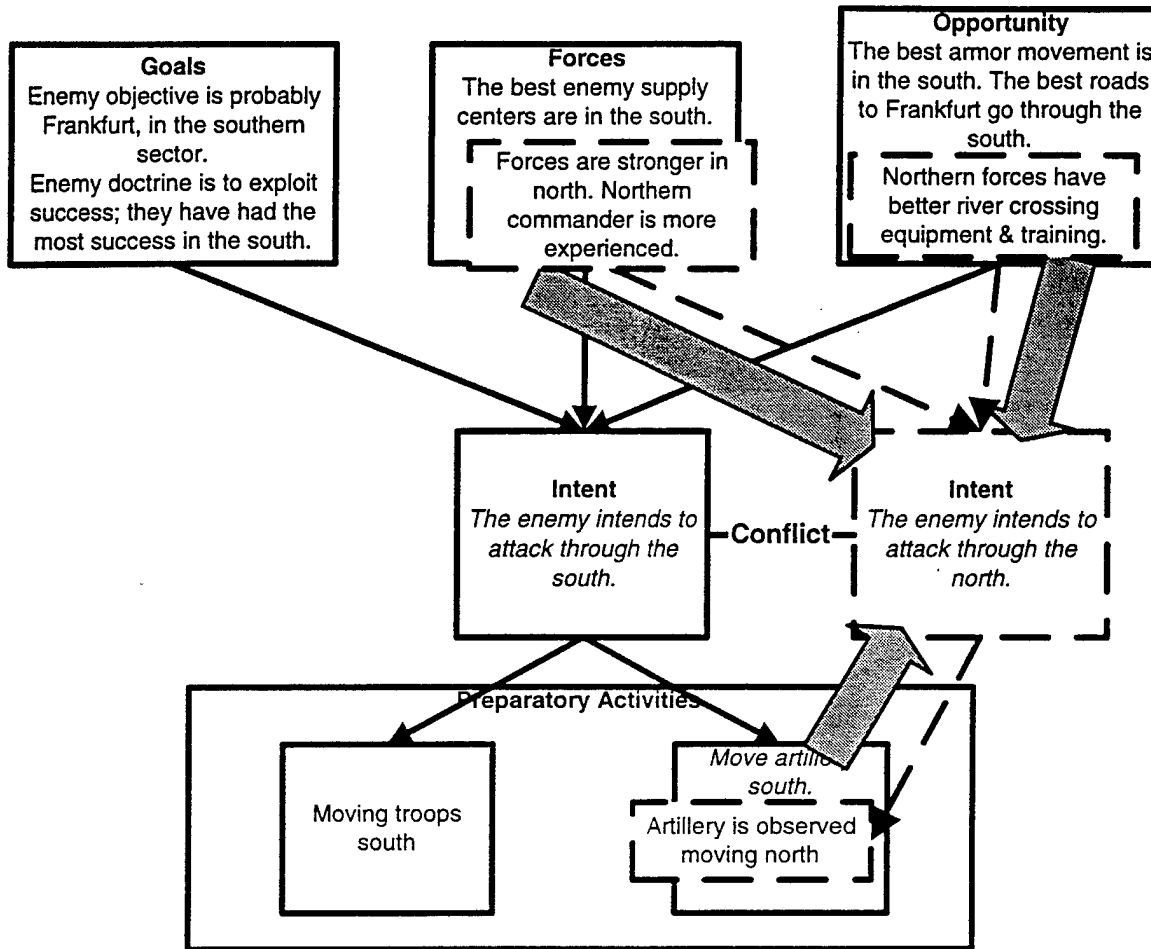 Goals
Enemy objective is probably
Frankfurt, in the southern
sector.
Enemy doctrine is to exploit
success; they have had the
most success in the south.
Forces
The best enemy supply
centers are in the south.
Forces are stronger in
north. Northern
commander is more
experienced.
Opportunity
The best armor movement is
in the south. The best roads
to Frankfurt go through the
south.
Northern forces have
better river crossing
equipment & training.
Intent
The enemy intends to
attack through the
south.
Conflict
Intent
The enemy intends to
attack through the
north.
Preparatory Activities
Moving troops
south
Move
south.
Artillery is observed
moving north